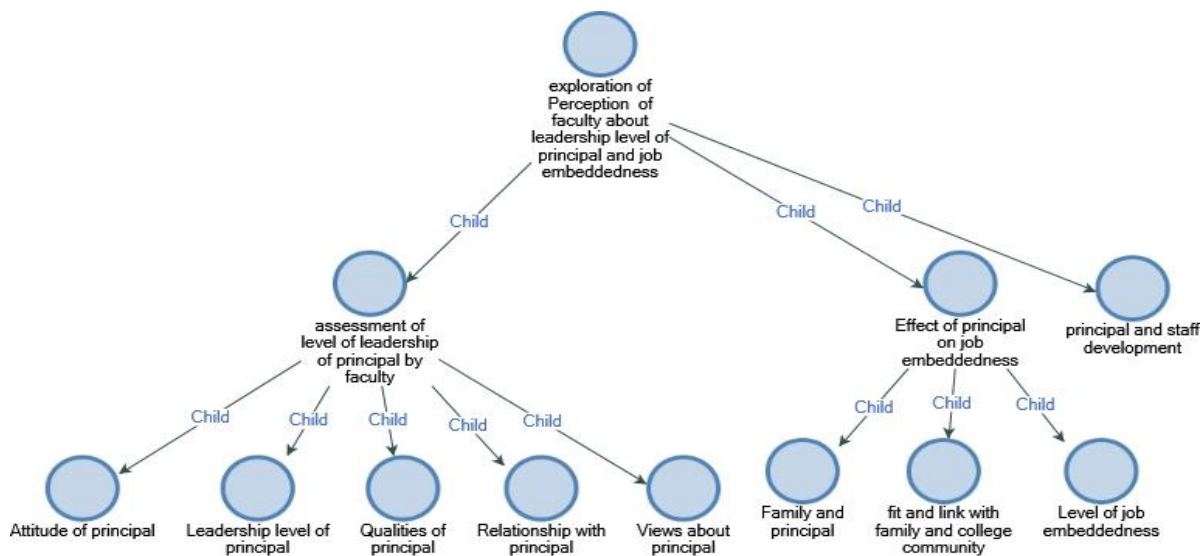 exploration of
Perception of
faculty about
leadership level of
principal and job
embeddedness
Child
Child
Child
assessment of
level of leadership
of principal by
faculty
Effect of principal
on job
embeddedness
principal and staff
development
Child
Child
Child
Child
Child
Child
Child
Child
Attitude of principal
Leadership level of
principal
Qualities of
principal
Relationship with
principal
Views about
principal
Family and
principal
fit and link with
family and college
community
Level of job
embeddedness